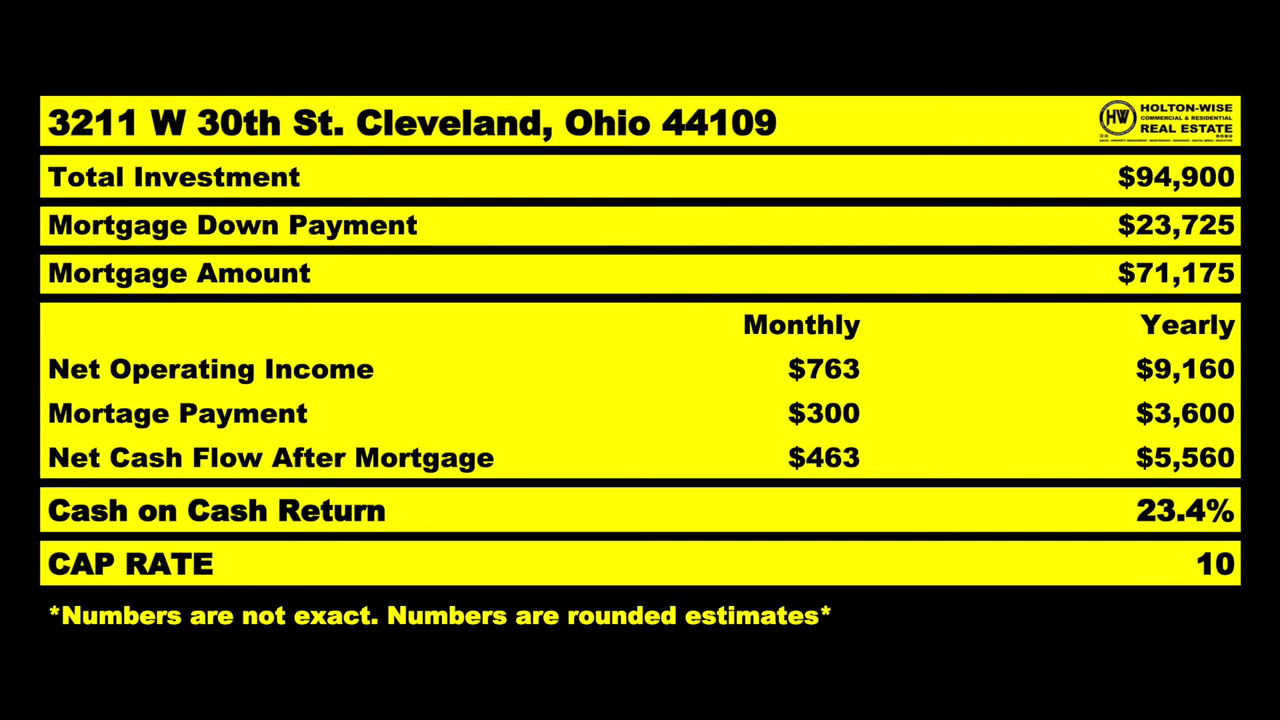 3211 W 30th St. Cleveland, Ohio 44109
HOLTON-WISE
COMMERCIAL & RESIDENTIAL
REAL ESTATE
HW
Total Investment $94,900
Mortgage Down Payment $23,725
Mortgage Amount $71,175
Monthly Yearly
Net Operating Income $763 $9,160
Mortage Payment $300 $3,600
Net Cash Flow After Mortgage $463 $5,560
Cash on Cash Return 23.4%
CAP RATE 10
*Numbers are not exact. Numbers are rounded estimates*